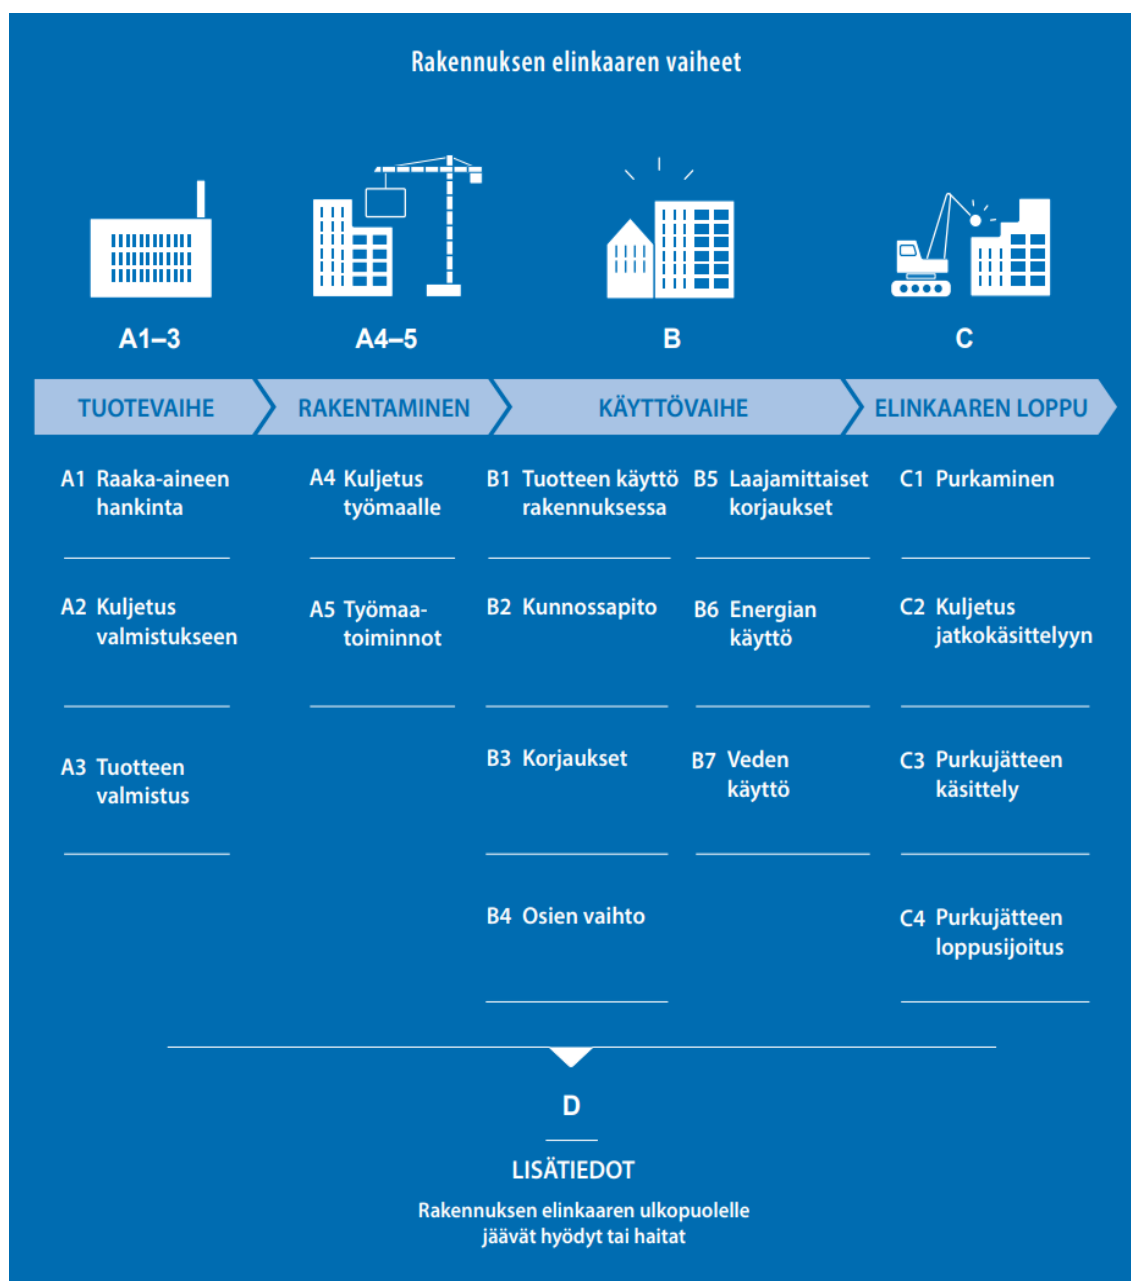 Rakennuksen elinkaaren vaiheet
A1–3
A4–5
B
C
TUOTEVAIHE
RAKENTAMINEN
KÄYTTÖVAIHE
ELINKAAREN LOPPU
A1 Raaka-aineen
hankinta
A2 Kuljetus
valmistukseen
A3 Tuotteen
valmistus
A4 Kuljetus
työmaalle
A5 Työmaa-
toiminnot
B1 Tuotteen käyttö
rakennuksessa
B2 Kunnossapito
B3 Korjaukset
B4 Osien vaihto
B5 Laajamittaiset
korjaukset
B6 Energian
käyttö
B7 Veden
käyttö
C1 Purkaminen
C2 Kuljetus
jatkokäsittelyyn
C3 Purkujätteen
käsittely
C4 Purkujätteen
loppusijoitus
D
LISÄTIEDOT
Rakennuksen elinkaaren ulkopuolelle
jäävät hyödyt tai haitat